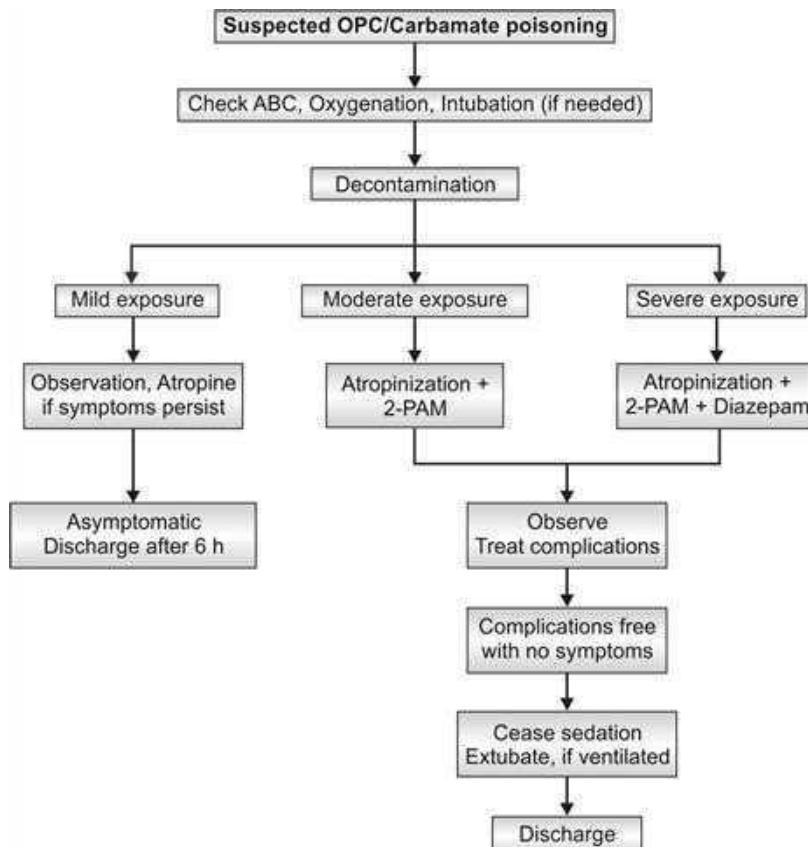 Suspected OPC/Carbamate poisoning
Check ABC, Oxygenation, Intubation (if needed)
Decontamination
Mild exposure
Moderate exposure
Severe exposure
Observation, Atropine
if symptoms persist
Atropinization +
2-PAM
Atropinization +
2-PAM + Diazepam
Asymptomatic
Discharge after 6 h
Observe
Treat complications
Complications free
with no symptoms
Cease sedation
Extubate, if ventilated
Discharge